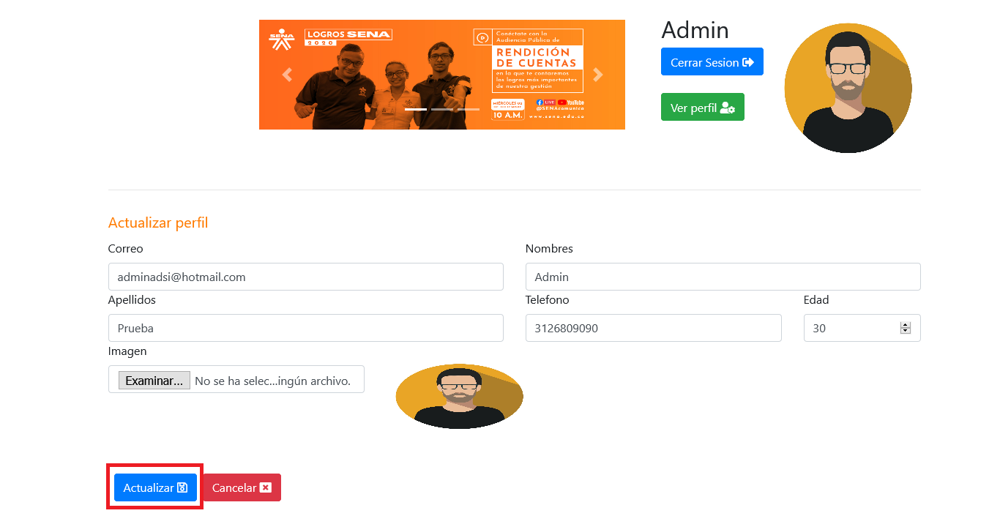 SENA
LOGROS SENA
2020
Conéctate con la
Audiencia Pública de
RENDICIÓN
DE CUENTAS
en la que te contaremos
los logros más importantes
de nuestra gestión
10 A.M.
LIVE YouTube
@SENAcomunica
www.sena.edu.co
Admin
Cerrar Sesion
Ver perfil
Actualizar perfil
Correo
Nombres
adminadsi@hotmail.com
Admin
Apellidos
Telefono
Edad
Prueba
3126809090
30
Imagen
Examinar... No se ha selec...ingún archivo.
Actualizar
Cancelar